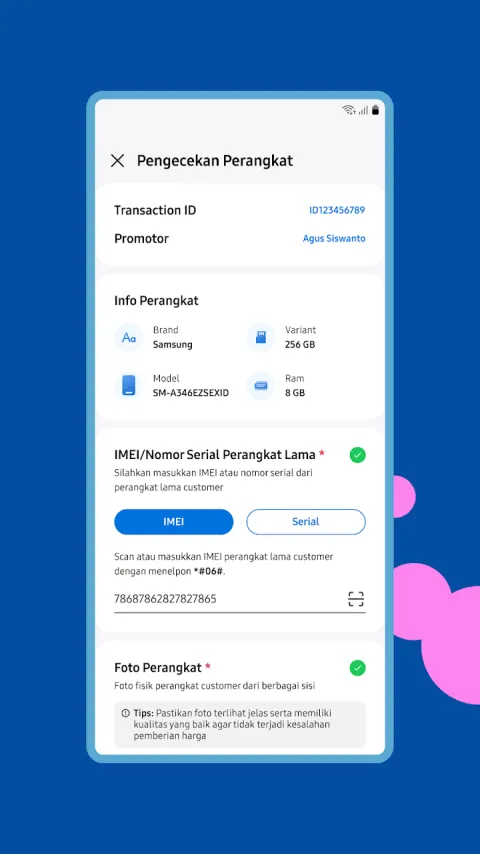 Pengecekan Perangkat
Transaction ID ID123456789
Promotor Agus Siswanto
Info Perangkat
Aa Brand Variant
Samsung 256 GB
Model Ram
SM-A346EZSEXID 8 GB
IMEI/Nomor Serial Perangkat Lama *
Silahkan masukkan IMEI atau nomor serial dari
perangkat lama customer
IMEI Serial
Scan atau masukkan IMEI perangkat lama customer
dengan menelpon *#06#.
78687862827827865
Foto Perangkat *
Foto fisik perangkat customer dari berbagai sisi
Tips: Pastikan foto terlihat jelas serta memiliki
kualitas yang baik agar tidak terjadi kesalahan
pemberian harga